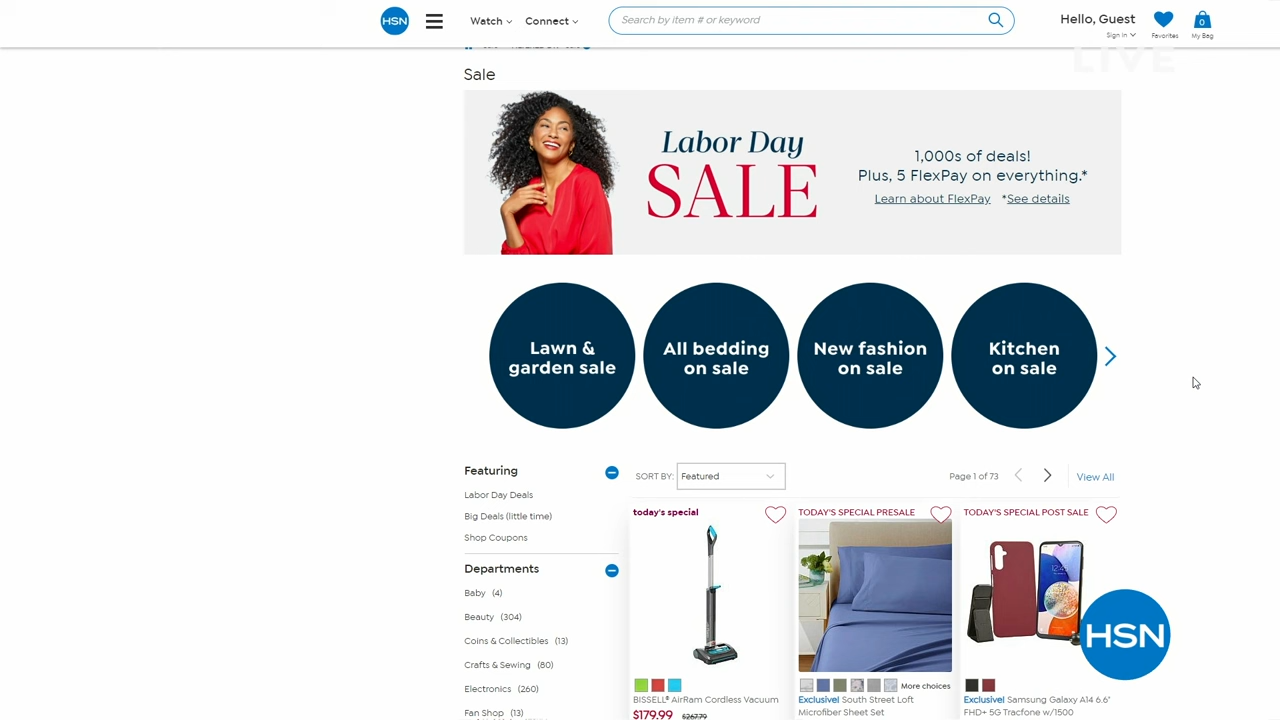 HSN
Watch
Connect
Search by item # or keyword
Hello, Guest
Sign In
Favorites
0
My Bag
LIVE
Sale
Labor Day
SALE
1,000s of deals!
Plus, 5 FlexPay on everything.*
Learn about FlexPay *See details
Lawn &
garden sale
All bedding
on sale
New fashion
on sale
Kitchen
on sale
Featuring
Labor Day Deals
Big Deals (little time)
Shop Coupons
Departments
Baby (4)
Beauty (304)
Coins & Collectibles (13)
Crafts & Sewing (80)
Electronics (260)
Fan Shop (13)
SORT BY: Featured
Page 1 of 73
View All
today's special
BISSELL® AirRam Cordless Vacuum
$179.99 $267.79
TODAY'S SPECIAL PRESALE
More choices
Exclusive! South Street Loft
Microfiber Sheet Set
TODAY'S SPECIAL POST SALE
Exclusive! Samsung Galaxy A14 6.6"
FHD+ 5G Tracfone w/1500
HSN